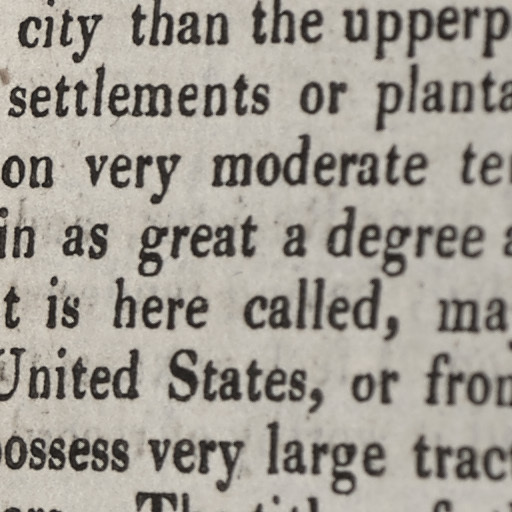 city than the upperp
settlements or planta
on very moderate te
in as great a degree a
t is here called, ma
United States, or fron
possess very large tract